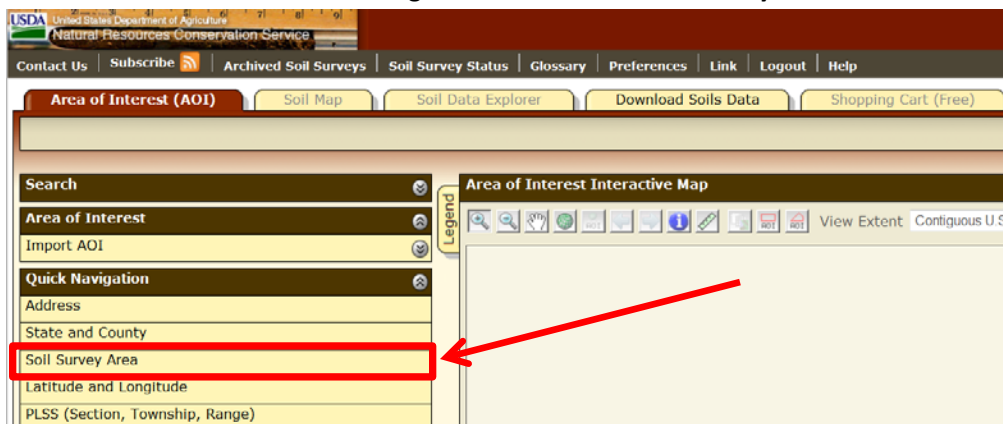 USDA United States Department of Agriculture
Natural Resources Conservation Service
Contact Us | Subscribe | Archived Soil Surveys | Soil Survey Status | Glossary | Preferences | Link | Logout | Help
Area of Interest (AOI) Soil Map Soil Data Explorer Download Soils Data Shopping Cart (Free)
Search
Area of Interest
Import AOI
Quick Navigation
Address
State and County
Soil Survey Area
Latitude and Longitude
PLSS (Section, Township, Range)
Legend
Area of Interest Interactive Map
View Extent Contiguous U.S